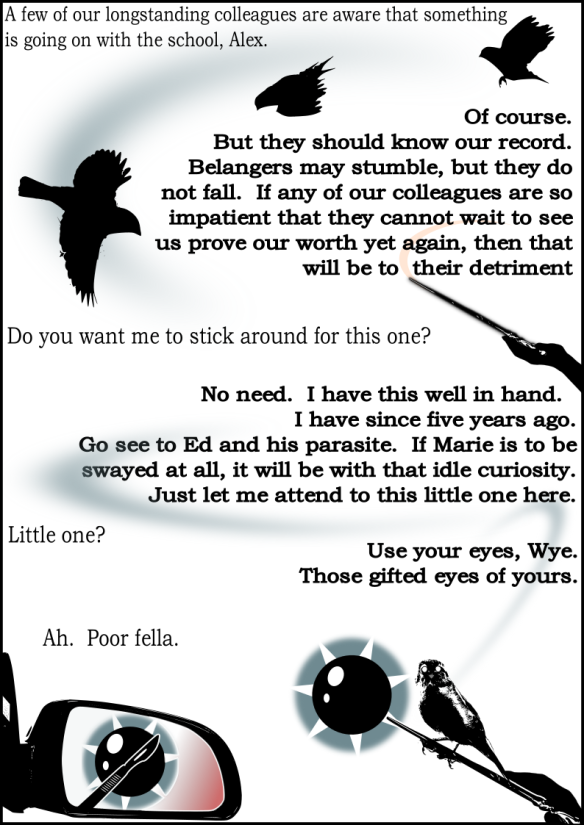 A few of our longstanding colleagues are aware that something
is going on with the school, Alex.
Of course.
But they should know our record.
Belangers may stumble, but they do
not fall.  If any of our colleagues are so
impatient that they cannot wait to see
us prove our worth yet again, then that
will be to their detriment
Do you want me to stick around for this one?
No need.  I have this well in hand.
I have since five years ago.
Go see to Ed and his parasite.  If Marie is to be
swayed at all, it will be with that idle curiosity.
Just let me attend to this little one here.
Little one?
Use your eyes, Wye.
Those gifted eyes of yours.
Ah.  Poor fella.